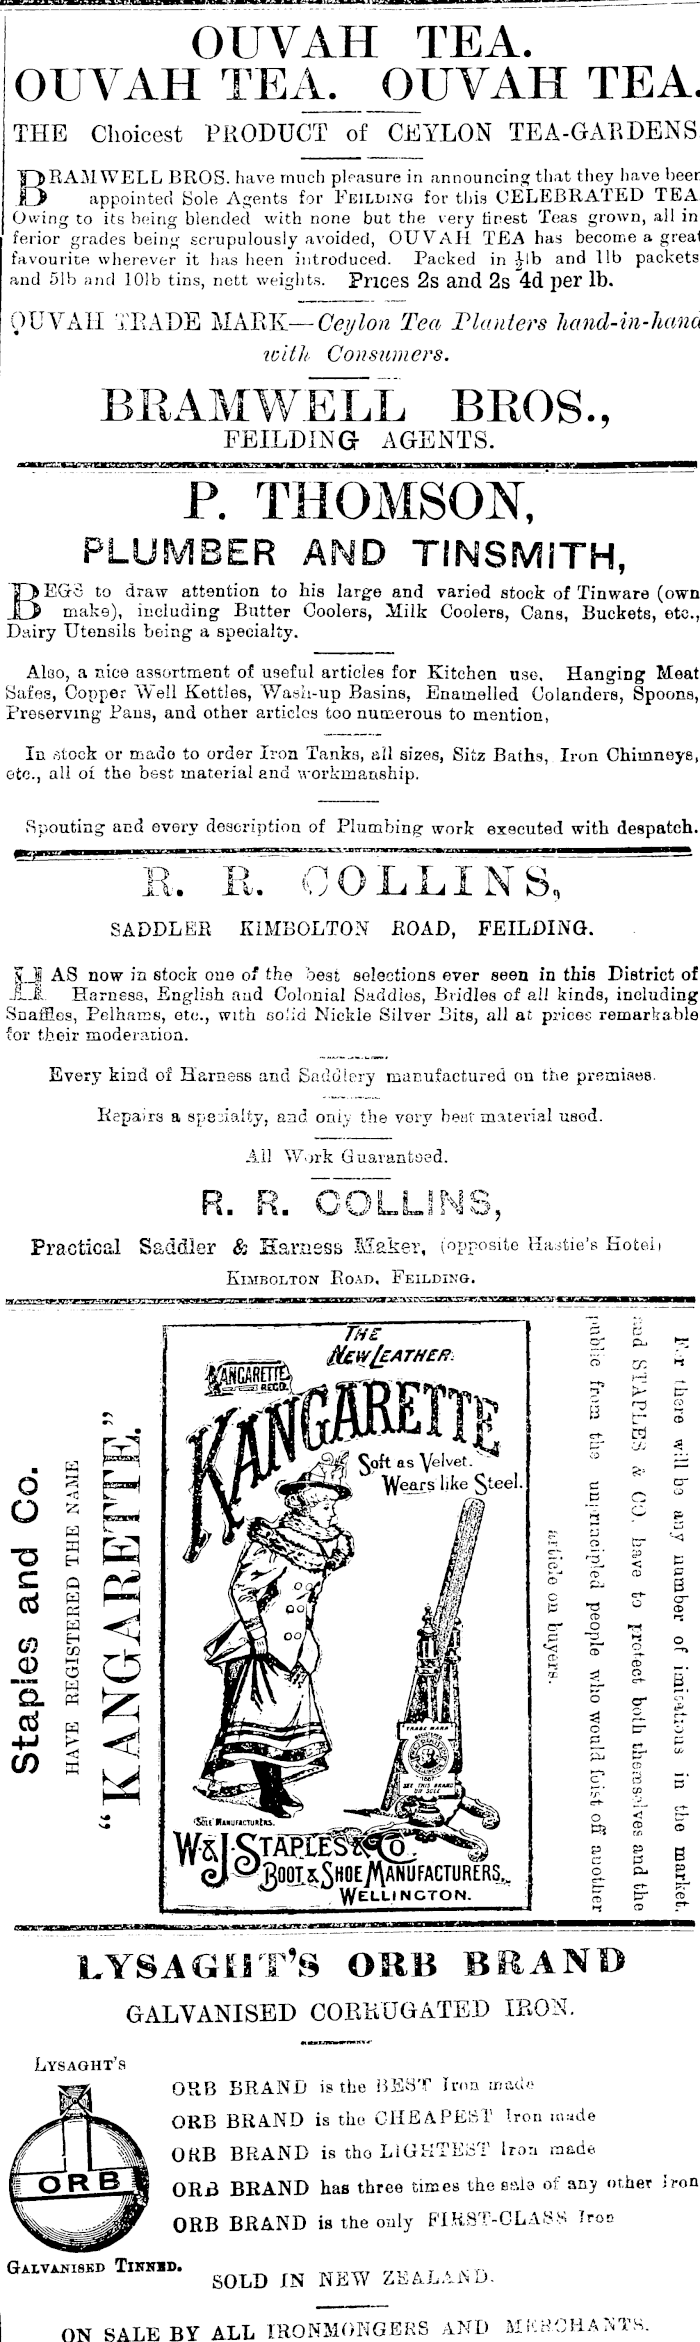 OUVAH TEA.
OUVAH TEA. OUVAH TEA.
THE Choicest PRODUCT of CEYLON TEA-GARDENS
BRAMWELL BROS. have much pleasure in announcing that they have been
appointed Sole Agents for FEILDING for this CELEBRATED TEA
Owing to its being blended with none but the very finest Teas grown, all in
ferior grades being scrupulously avoided, OUVAH TEA has become a great
favourite wherever it has been introduced. Packed in ½lb and 1lb packets
and 5lb and 10lb tins, nett weights. Prices 2s and 2s 4d per lb.
OUVAH TRADE MARK—Ceylon Tea Planters hand-in-hand
with Consumers.
BRAMWELL BROS.,
FEILDING AGENTS.
P. THOMSON,
PLUMBER AND TINSMITH,
BEGS to draw attention to his large and varied stock of Tinware (own
make), including Butter Coolers, Milk Coolers, Cans, Buckets, etc.,
Dairy Utensils being a specialty.
Also, a nice assortment of useful articles for Kitchen use. Hanging Meat
Safes, Copper Well Kettles, Wash-up Basins, Enamelled Colanders, Spoons,
Preserving Pans, and other articles too numerous to mention,
In stock or made to order Iron Tanks, all sizes, Sitz Baths, Iron Chimneys,
etc., all of the best material and workmanship.
Spouting and every description of Plumbing work executed with despatch.
R. R. COLLINS,
SADDLER KIMBOLTON ROAD, FEILDING.
HAS now in stock one of the best selections ever seen in this District of
Harness, English and Colonial Saddles, Bridles of all kinds, including
Snaffles, Pelhams, etc., with solid Nickle Silver Bits, all at prices remarkable
for their moderation.
Every kind of Harness and Saddlery manufactured on the premises.
Repairs a specialty, and only the very best material used.
All Work Guaranteed.
R. R. COLLINS,
Practical Saddler & Harness Maker, (opposite Hastie's Hotel)
KIMBOLTON ROAD, FEILDING.
Staples and Co.
HAVE REGISTERED THE NAME
"KANGARETTE."
THE
NEW LEATHER.
KANGARETTE
REGD.
KANGARETTE
Soft as Velvet.
Wears like Steel.
TRADE MARK
REGISTERED
1887
SEE THIS BRAND
ON SOLE
SOLE MANUFACTURERS.
W & J. STAPLES & CO.
BOOT & SHOE MANUFACTURERS,
WELLINGTON.
For there will be any number of imitations in the market,
and STAPLES & CO. have to protect both themselves and the
public from the unprincipled people who would foist off another
article on buyers.
LYSAGHT'S ORB BRAND
GALVANISED CORRUGATED IRON.
LYSAGHT'S
ORB
GALVANISED TINNED.
ORB BRAND is the BEST Iron made
ORB BRAND is the CHEAPEST Iron made
ORB BRAND is the LIGHTEST Iron made
ORB BRAND has three times the sale of any other Iron
ORB BRAND is the only FIRST-CLASS Iron
SOLD IN NEW ZEALAND.
ON SALE BY ALL IRONMONGERS AND MERCHANTS.